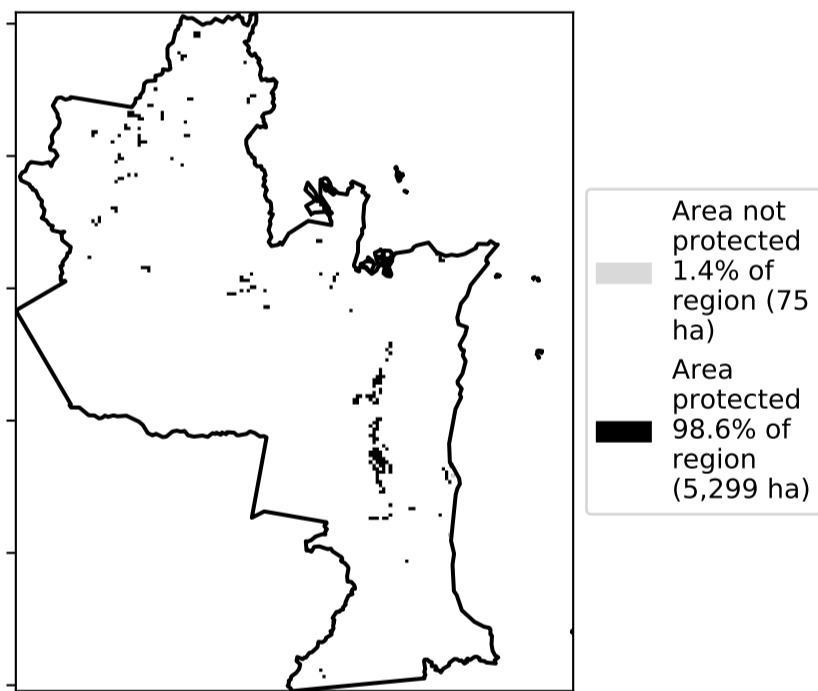 Area not
protected
1.4% of
region (75
ha)
Area
protected
98.6% of
region
(5,299 ha)